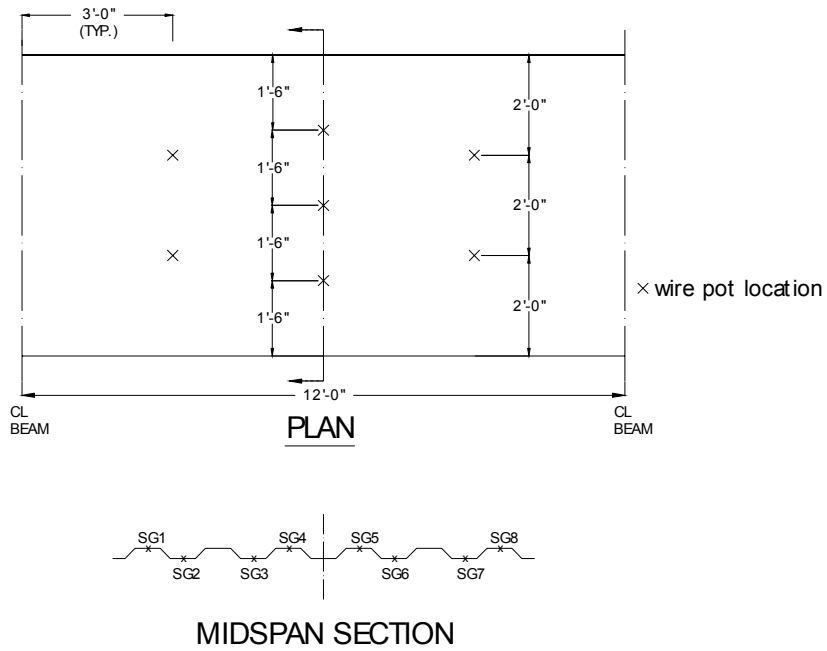 3'-0"
(TYP.)
1'-6"
2'-0"
1'-6"
2'-0"
1'-6"
1'-6"
2'-0"
× wire pot location
12'-0"
CL
BEAM
CL
BEAM
PLAN
SG1
SG4
SG5
SG8
SG2
SG3
SG6
SG7
MIDSPAN SECTION